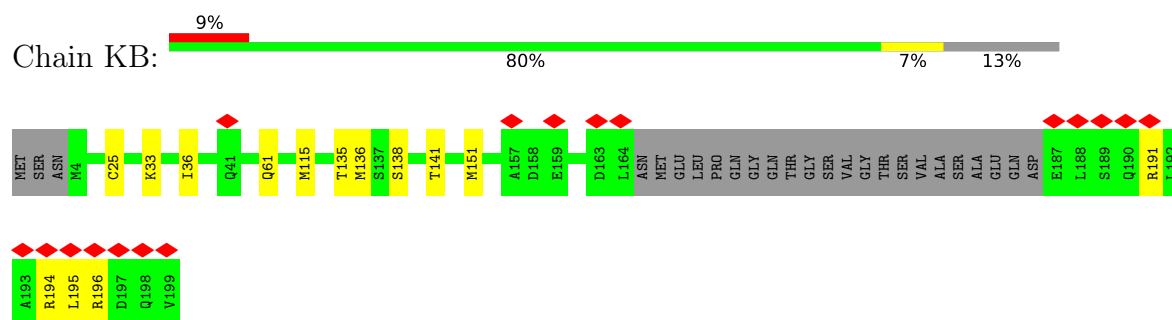 9%
Chain KB:
80% 7% 13%
MET SER ASN M4 C25 K33 I36 Q41 Q61 M115 T135 M136 S137 S138 T141 M151 A157 D158 E159 D163 L164 ASN MET GLU LEU PRO GLN GLY GLN THR GLY SER VAL GLY THR SER VAL ALA SER ALA GLU GLN ASP E187 L188 S189 Q190 R191 L192
A193 R194 L195 R196 D197 Q198 V199